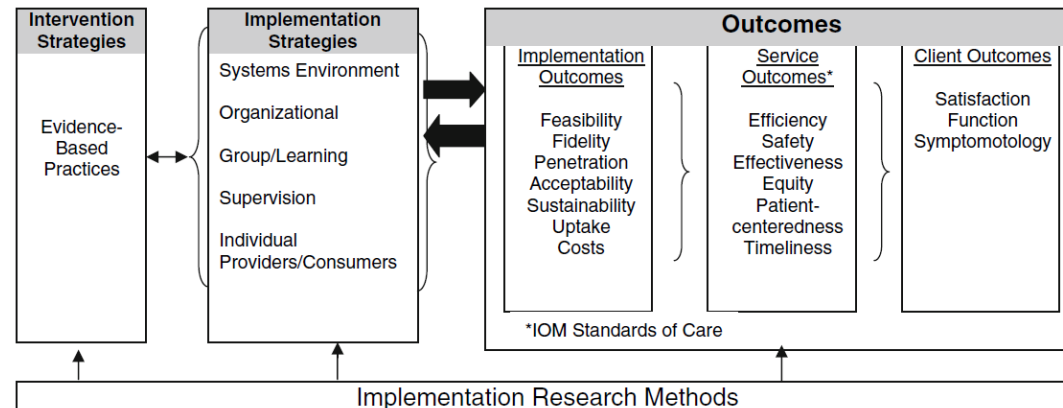 Intervention
Strategies
Evidence-
Based
Practices
Implementation
Strategies
Systems Environment
Organizational
Group/Learning
Supervision
Individual
Providers/Consumers
Outcomes
Implementation
Outcomes
Feasibility
Fidelity
Penetration
Acceptability
Sustainability
Uptake
Costs
Service
Outcomes*
Efficiency
Safety
Effectiveness
Equity
Patient-
centeredness
Timeliness
Client Outcomes
Satisfaction
Function
Symptomotology
*IOM Standards of Care
Implementation Research Methods